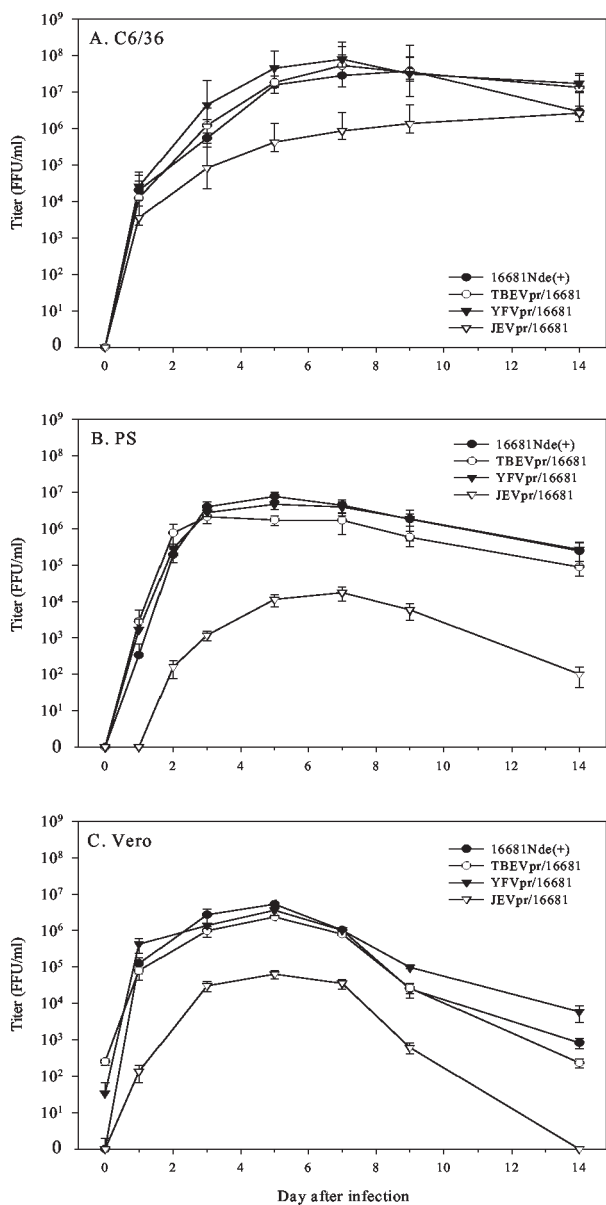 A. C6/36
Titer (FFU/ml)
10⁹
10⁸
10⁷
10⁶
10⁵
10⁴
10³
10²
10¹
0
0 2 4 6 8 10 12 14
16681Nde(+)
TBEVpr/16681
YFVpr/16681
JEVpr/16681
B. PS
Titer (FFU/ml)
10⁹
10⁸
10⁷
10⁶
10⁵
10⁴
10³
10²
10¹
0
0 2 4 6 8 10 12 14
16681Nde(+)
TBEVpr/16681
YFVpr/16681
JEVpr/16681
C. Vero
Titer (FFU/ml)
10⁹
10⁸
10⁷
10⁶
10⁵
10⁴
10³
10²
10¹
0
0 2 4 6 8 10 12 14
16681Nde(+)
TBEVpr/16681
YFVpr/16681
JEVpr/16681
Day after infection